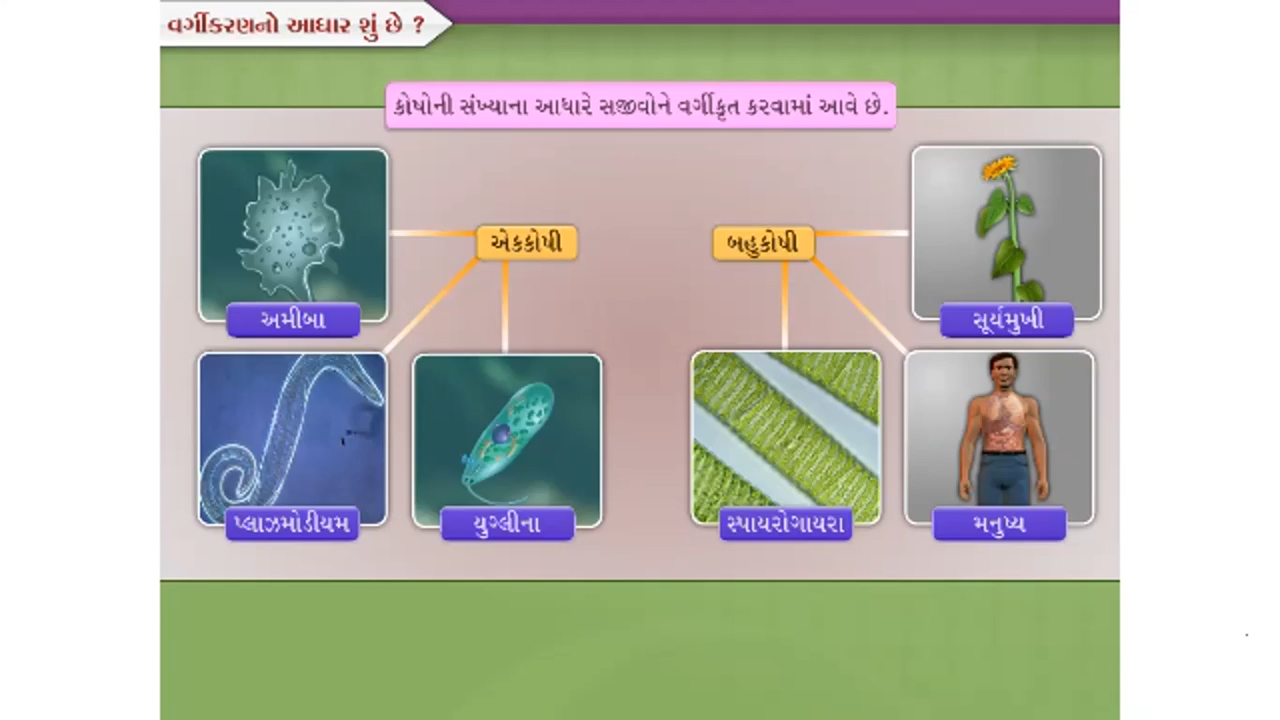 વર્ગીકરણનો આધાર શું છે ?
કોષોની સંખ્યાના આધારે સજીવોને વર્ગીકૃત કરવામાં આવે છે.
એકકોષી
બહુકોષી
અમીબા
સૂર્યમુખી
પ્લાઝમોડીયમ
યુગ્લીના
સ્પાયરોગાયરા
મનુષ્ય